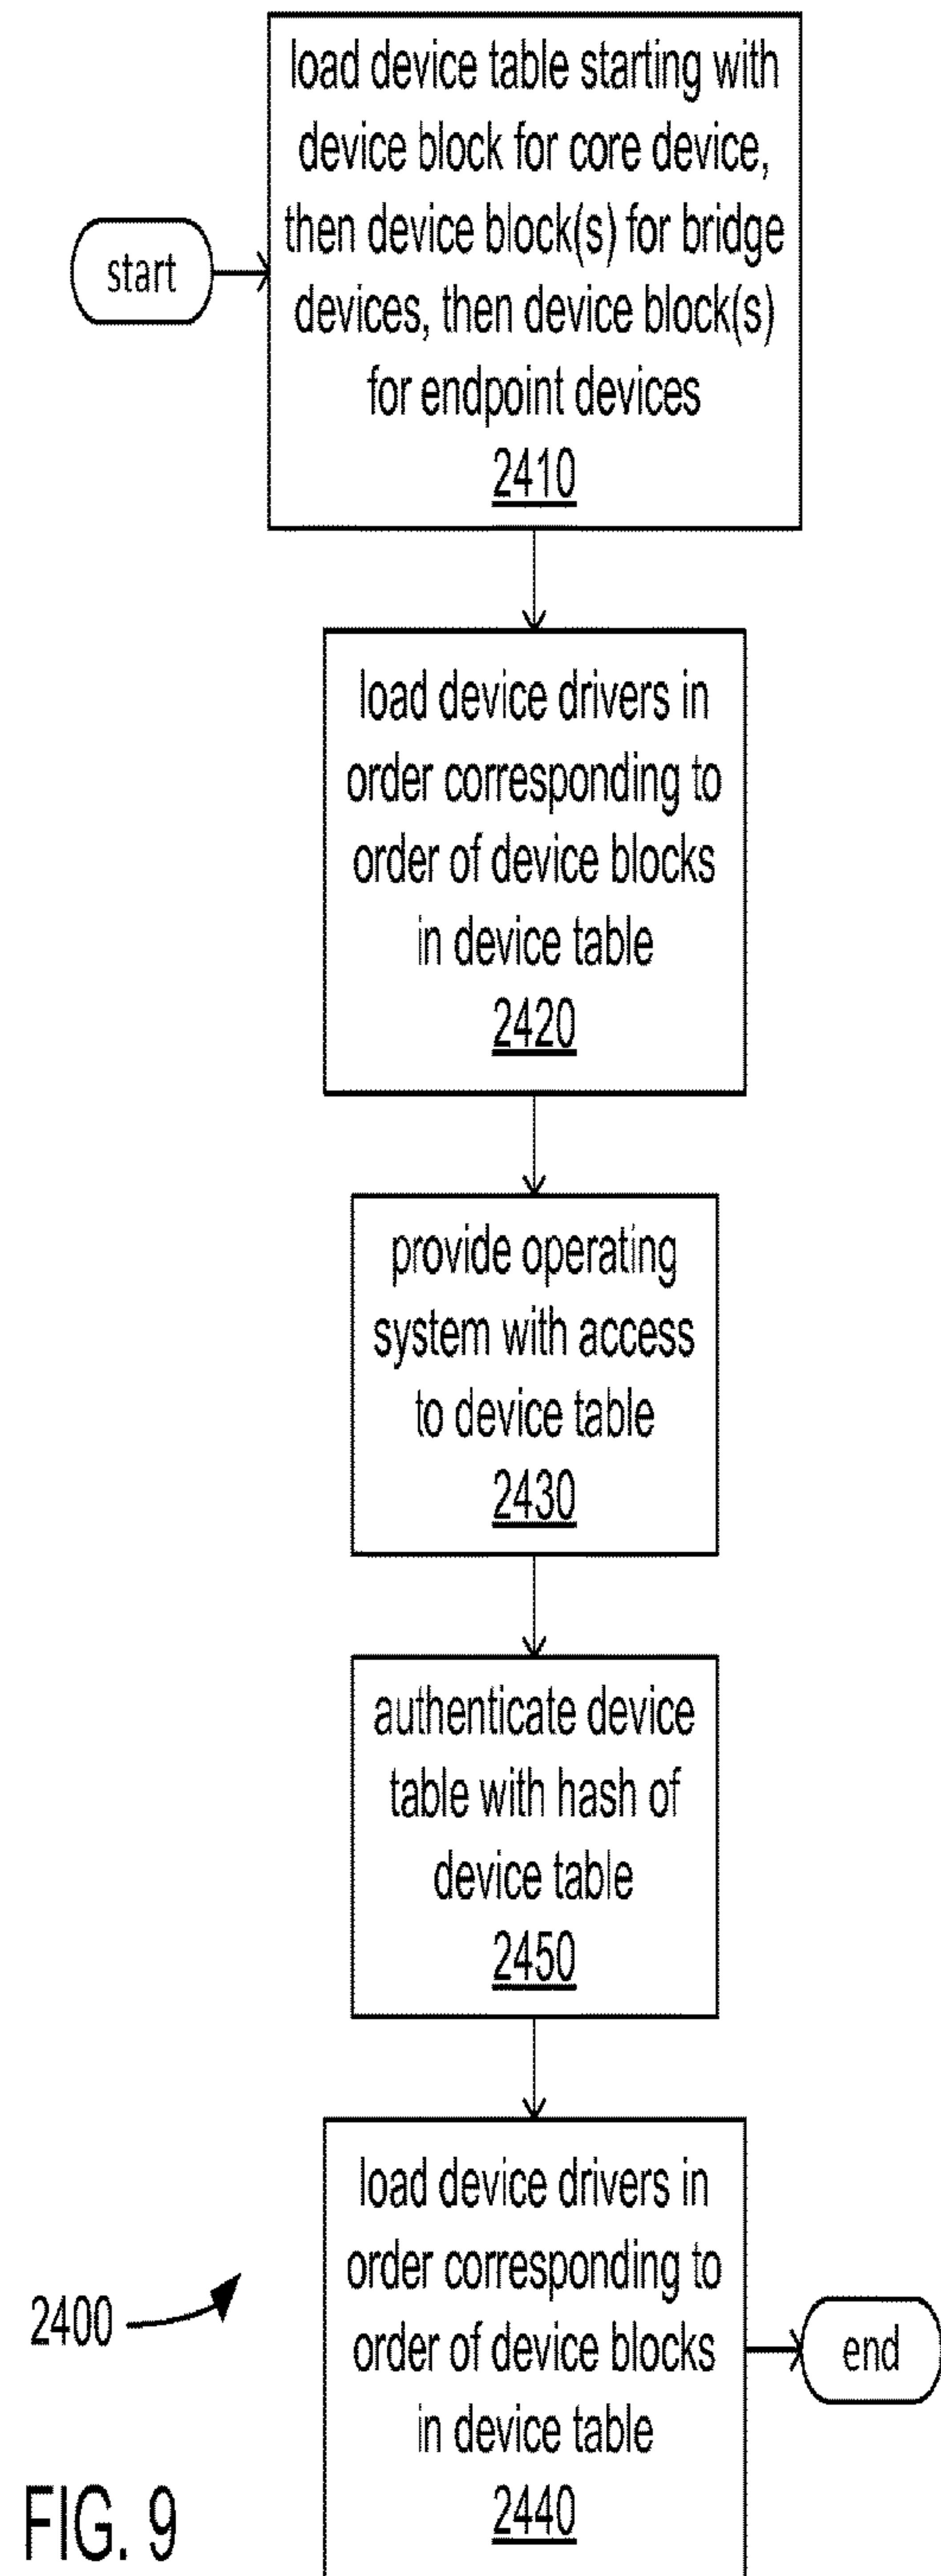 start
load device table starting with
device block for core device,
then device block(s) for bridge
devices, then device block(s)
for endpoint devices
2410
load device drivers in
order corresponding to
order of device blocks
in device table
2420
provide operating
system with access
to device table
2430
authenticate device
table with hash of
device table
2450
load device drivers in
order corresponding to
order of device blocks
in device table
2440
end
2400
FIG. 9